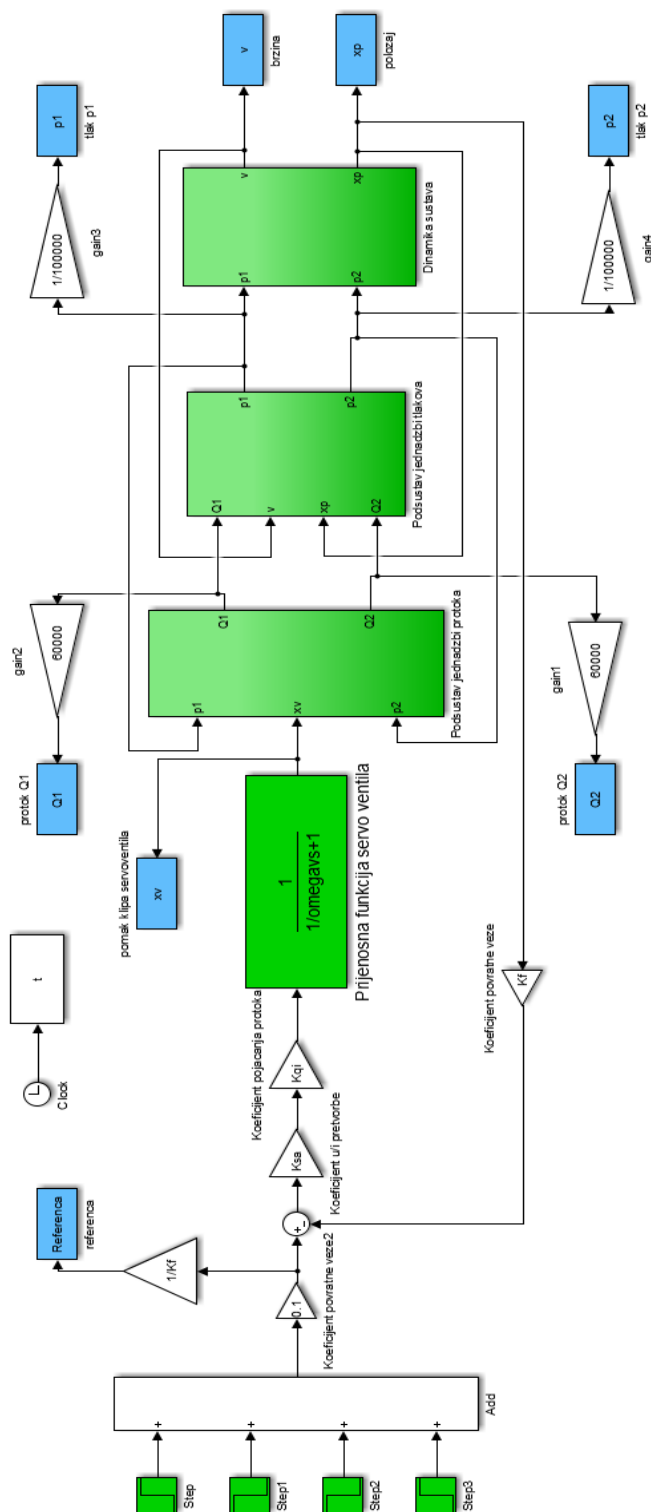 Step
Step1
Step2
Step3
+
+
+
+
Add
0.1
Koeficijent povratne veze2
1/Kf
Referenca
referenca
+
-
Ksa
Koeficijent u/i pretvorbe
Kqi
Koeficijent pojacanja protoka
Clock
t
1
1/omegavs+1
Prijenosna funkcija servo ventila
xv
pomak klipa servoventila
p1
xv
p2
Q1
Q2
Podsustav jednadzbi protoka
60000
gain2
Q1
protok Q1
60000
gain1
Q2
protok Q2
Q1
v
xp
Q2
p1
p2
Podsustav jednadzbi tlakova
p1
p2
v
xp
Dinamika sustava
1/100000
gain3
p1
tlak p1
1/100000
gain4
p2
tlak p2
v
brzina
xp
polozaj
Kf
Koeficijent povratne veze